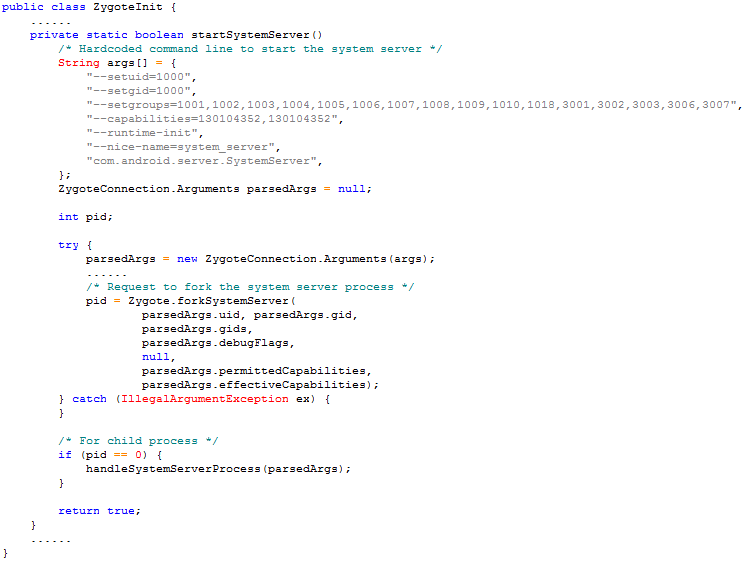 public class ZygoteInit {
    ......
    private static boolean startSystemServer()
        /* Hardcoded command line to start the system server */
        String args[] = {
            "--setuid=1000",
            "--setgid=1000",
            "--setgroups=1001,1002,1003,1004,1005,1006,1007,1008,1009,1010,1018,3001,3002,3003,3006,3007",
            "--capabilities=130104352,130104352",
            "--runtime-init",
            "--nice-name=system_server",
            "com.android.server.SystemServer",
        };
        ZygoteConnection.Arguments parsedArgs = null;
        int pid;
        try {
            parsedArgs = new ZygoteConnection.Arguments(args);
            ......
            /* Request to fork the system server process */
            pid = Zygote.forkSystemServer(
                    parsedArgs.uid, parsedArgs.gid,
                    parsedArgs.gids,
                    parsedArgs.debugFlags,
                    null,
                    parsedArgs.permittedCapabilities,
                    parsedArgs.effectiveCapabilities);
        } catch (IllegalArgumentException ex) {
        }
        /* For child process */
        if (pid == 0) {
            handleSystemServerProcess(parsedArgs);
        }
        return true;
    }
    ......
}